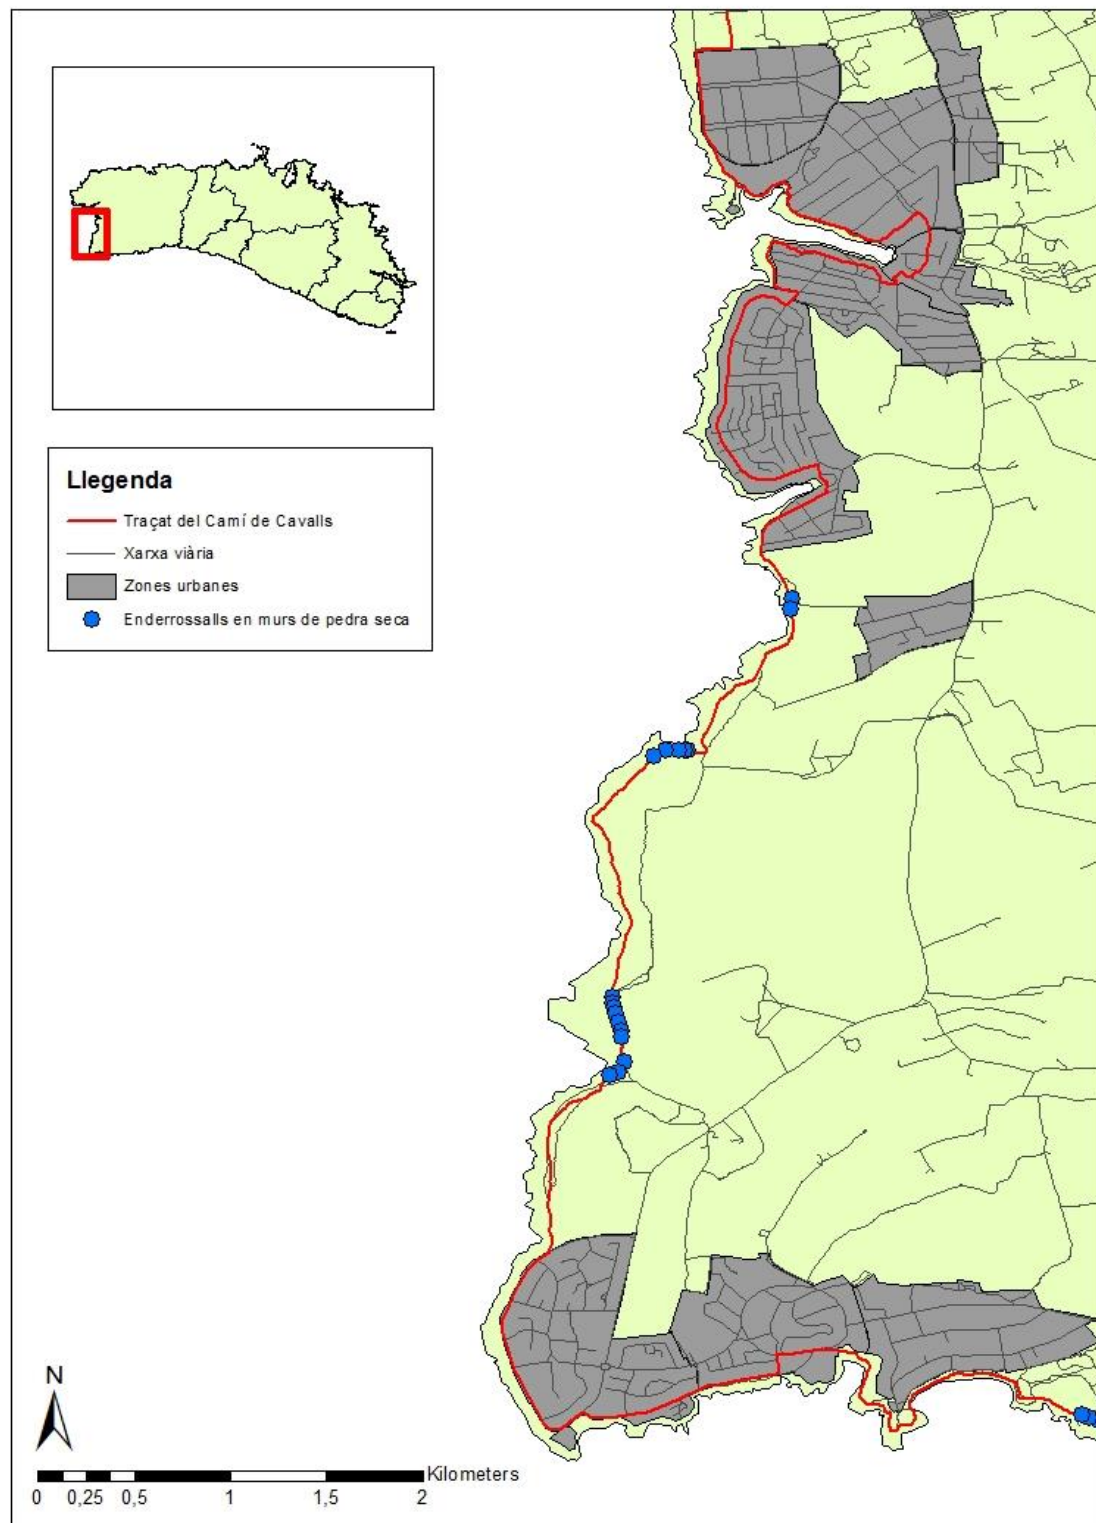 Llegenda
Traçat del Camí de Cavalls
Xarxa viària
Zones urbanes
Enderrossalls en murs de pedra seca
N
Kilometers
0 0,25 0,5 1 1,5 2